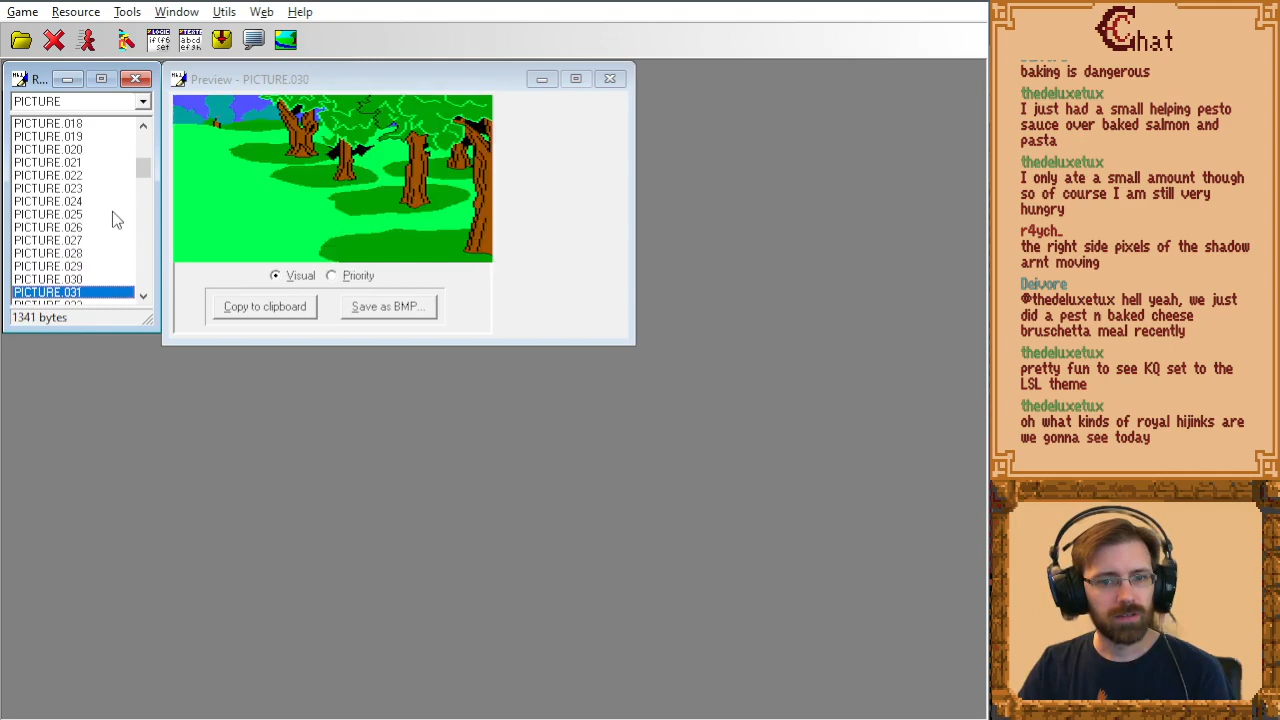 Game Resource Tools Window Utils Web Help
R...
Preview - PICTURE.030
PICTURE
PICTURE.018
PICTURE.019
PICTURE.020
PICTURE.021
PICTURE.022
PICTURE.023
PICTURE.024
PICTURE.025
PICTURE.026
PICTURE.027
PICTURE.028
PICTURE.029
PICTURE.030
PICTURE.031
1341 bytes
Visual Priority
Copy to clipboard Save as BMP...
Chat
baking is dangerous
thedeluxetux
I just had a small helping pesto
sauce over baked salmon and
pasta
thedeluxetux
I only ate a small amount though
so of course I am still very
hungry
r4ych_
the right side pixels of the shadow
arnt moving
Deivore
@thedeluxetux hell yeah, we just
did a pest n baked cheese
bruschetta meal recently
thedeluxetux
pretty fun to see KQ set to the
LSL theme
thedeluxetux
oh what kinds of royal hijinks are
we gonna see today